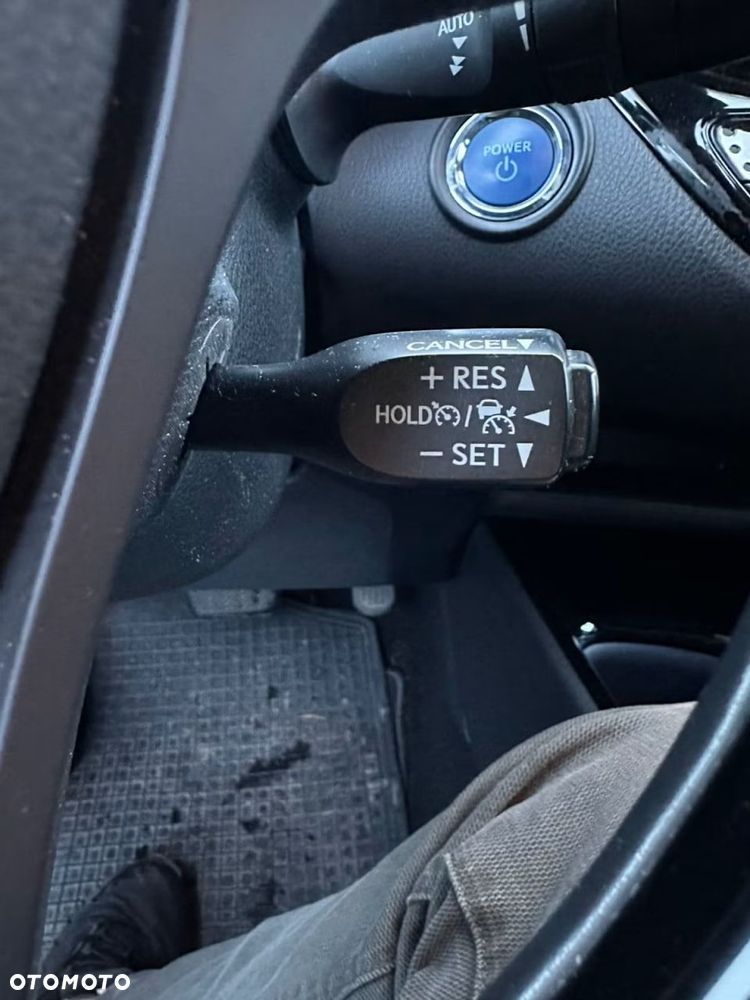 AUTO
POWER
CANCEL▼
+ RES ▲
HOLD / ◄
− SET ▼
OTOMOTO